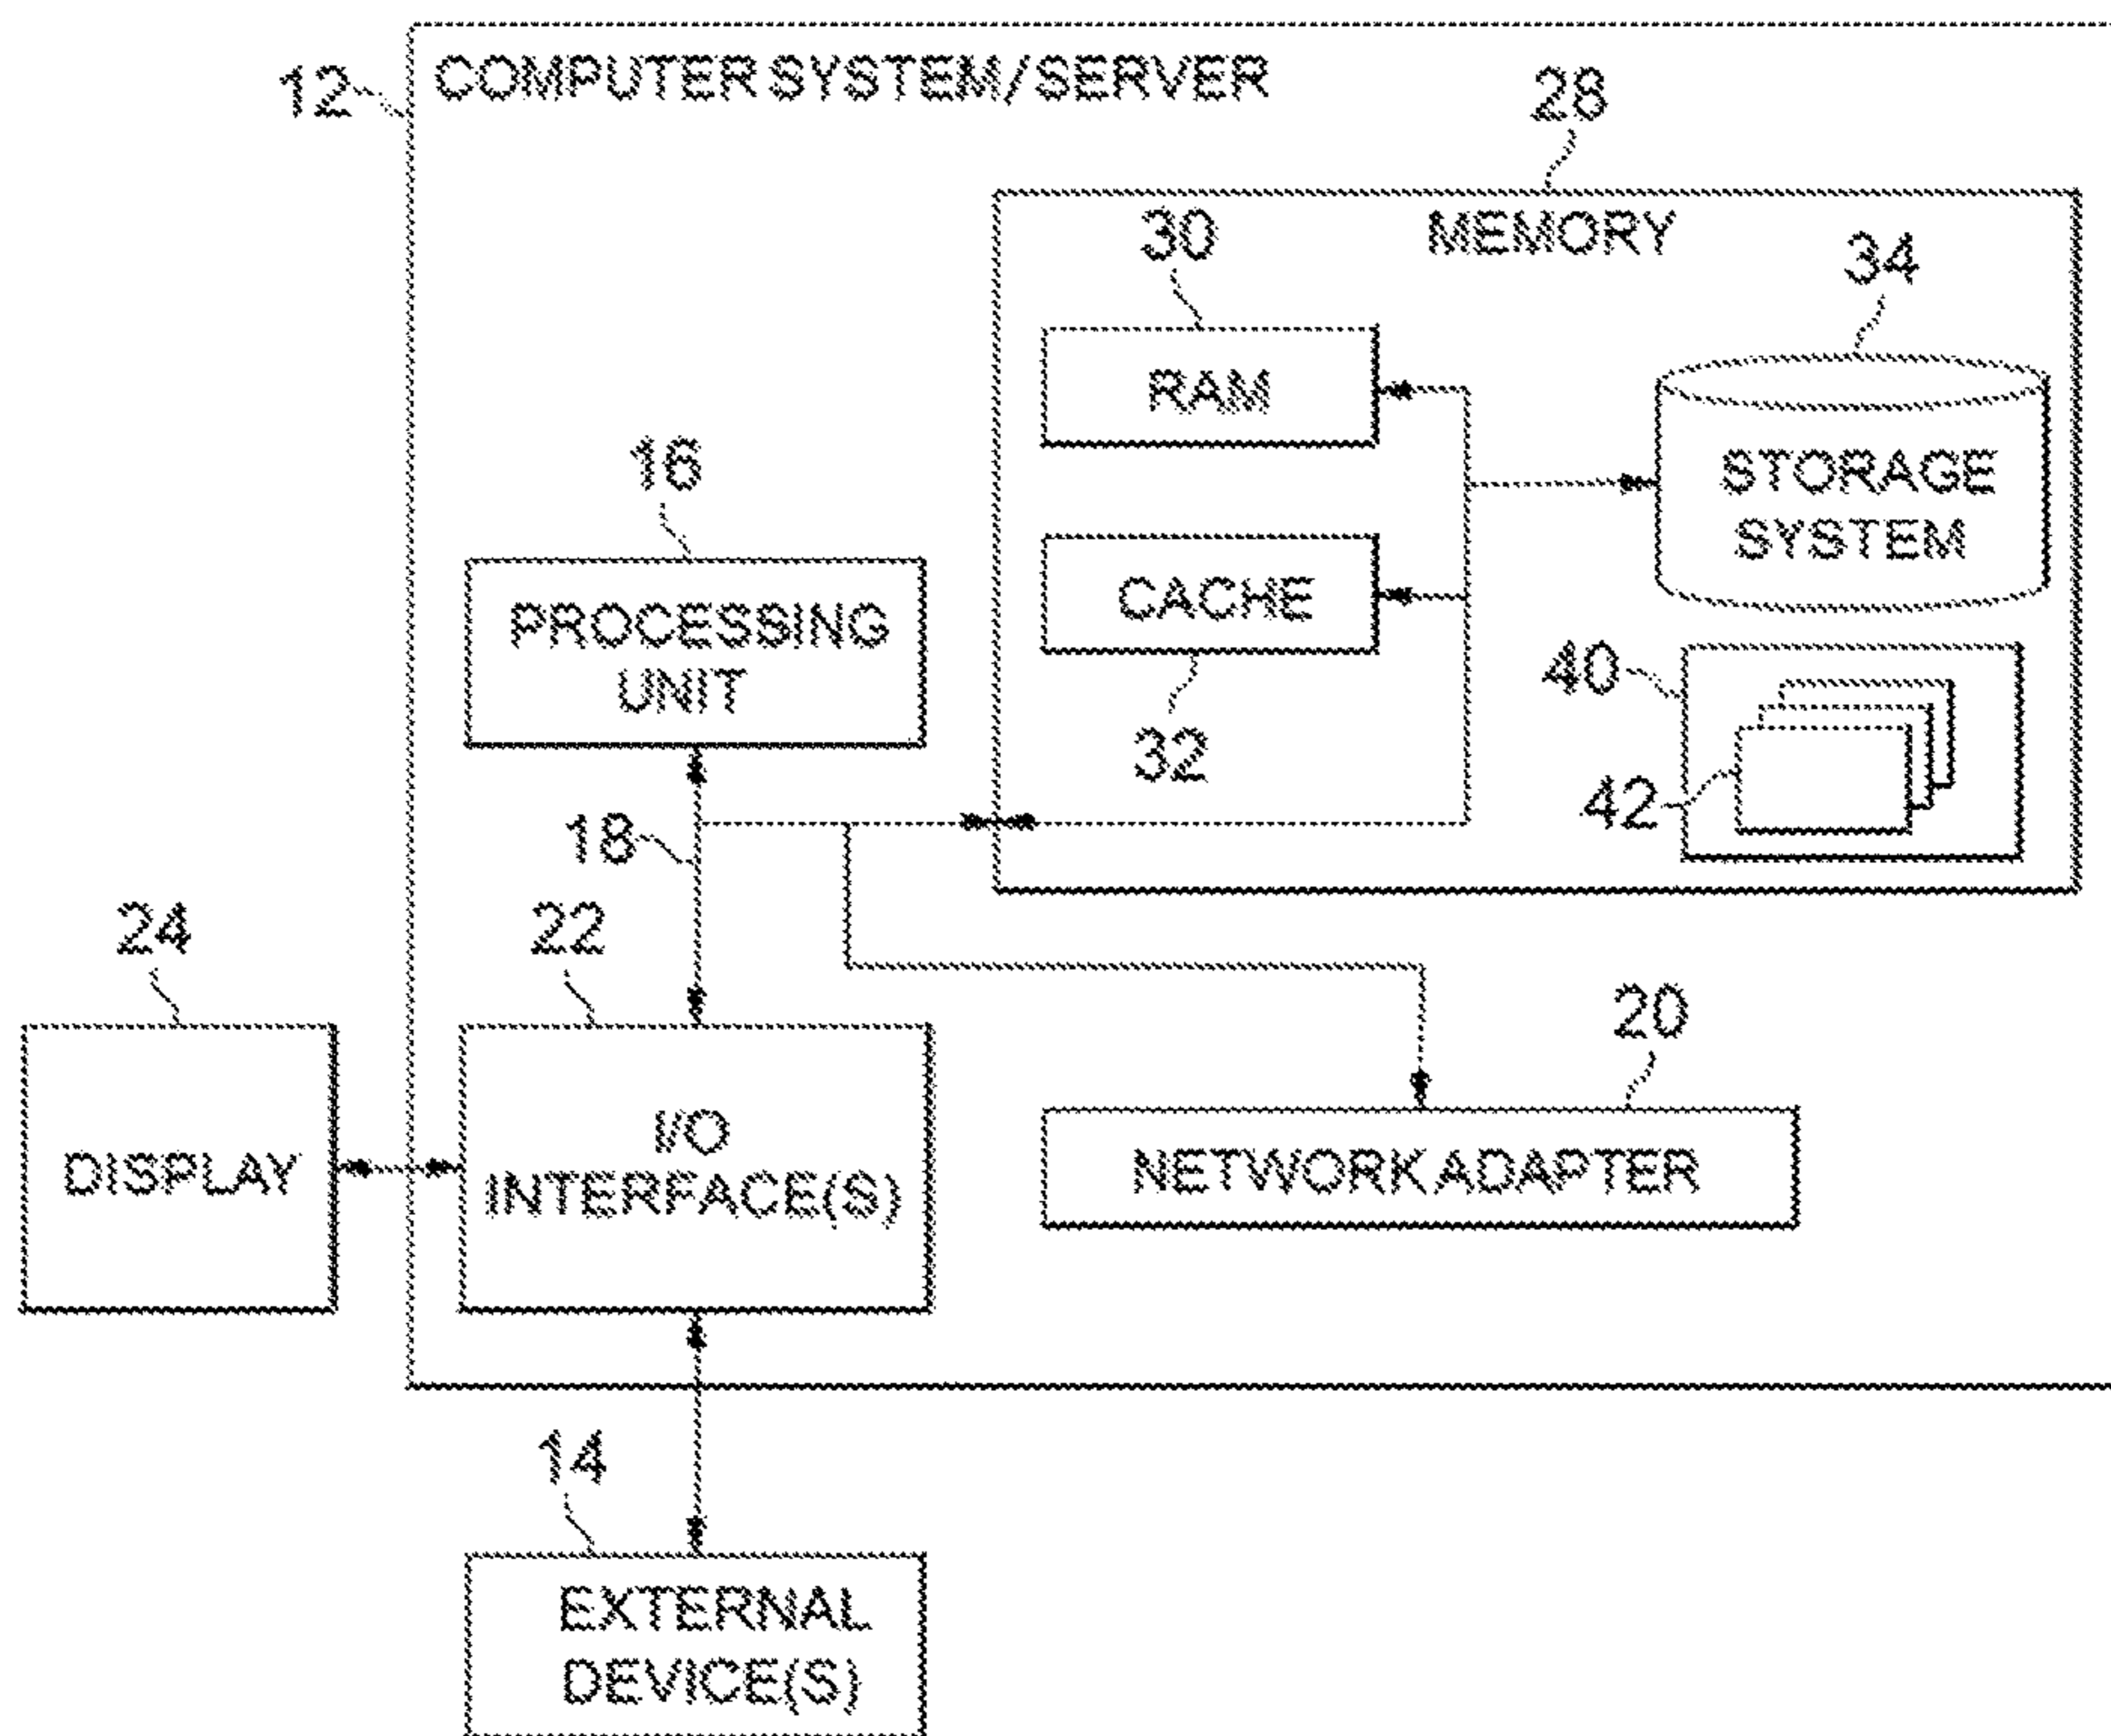 12
COMPUTER SYSTEM/SERVER
28
MEMORY
30
34
RAM
STORAGE
SYSTEM
16
PROCESSING
UNIT
CACHE
32
40
42
18
24
22
20
DISPLAY
I/O
INTERFACE(S)
NETWORK ADAPTER
14
EXTERNAL
DEVICE(S)